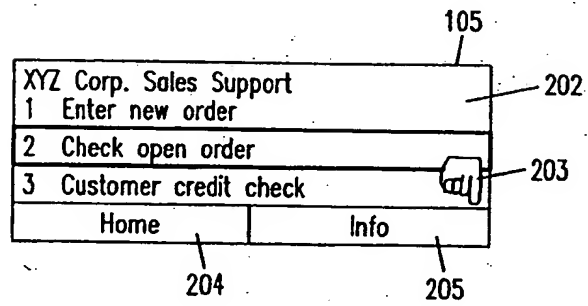 105
XYZ Corp. Sales Support
202
1 Enter new order
2 Check open order
203
3 Customer credit check
Home Info
204 205